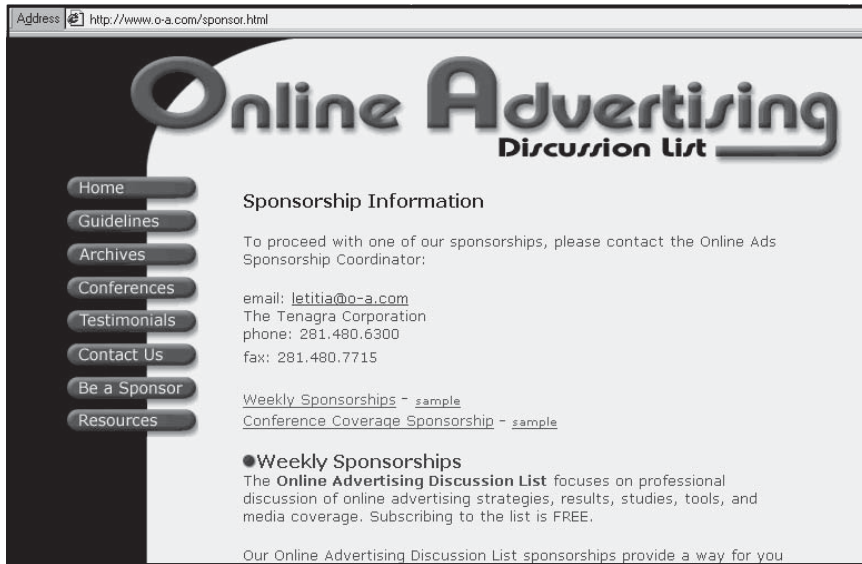 Address http://www.o-a.com/sponsor.html
Online Advertising
Discussion List
Home
Guidelines
Archives
Conferences
Testimonials
Contact Us
Be a Sponsor
Resources
Sponsorship Information
To proceed with one of our sponsorships, please contact the Online Ads
Sponsorship Coordinator:
email: letitia@o-a.com
The Tenagra Corporation
phone: 281.480.6300
fax: 281.480.7715
Weekly Sponsorships - sample
Conference Coverage Sponsorship - sample
Weekly Sponsorships
The Online Advertising Discussion List focuses on professional
discussion of online advertising strategies, results, studies, tools, and
media coverage. Subscribing to the list is FREE.
Our Online Advertising Discussion List sponsorships provide a way for you